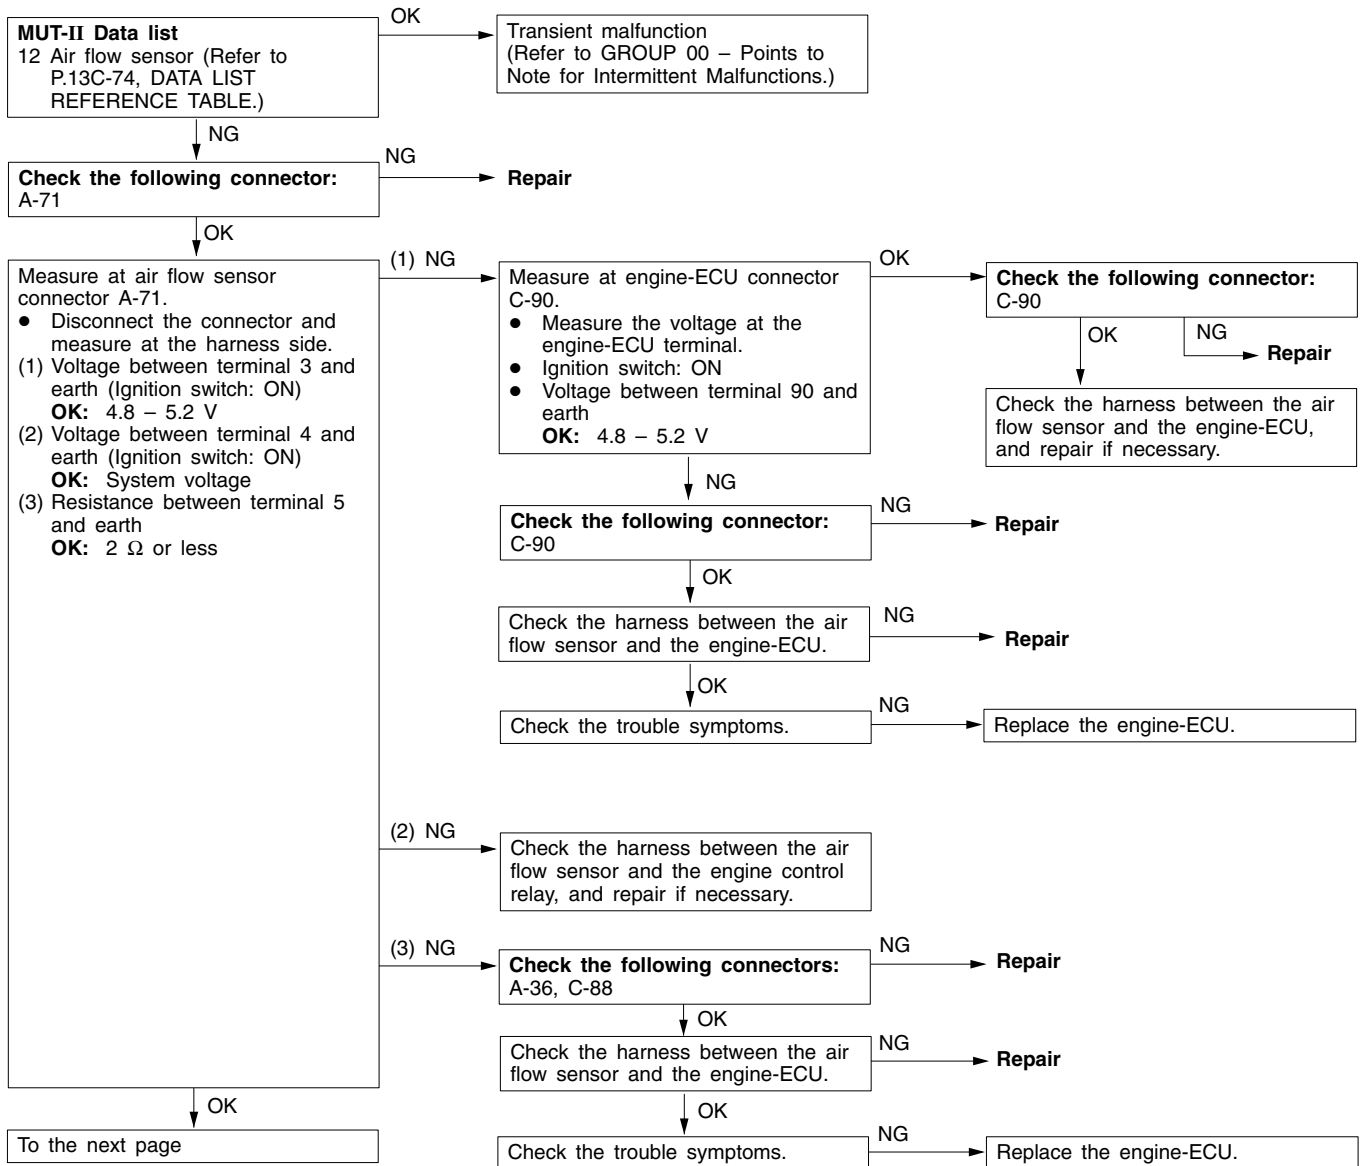 MUT-II Data list
12 Air flow sensor (Refer to
P.13C-74, DATA LIST
REFERENCE TABLE.)
OK
Transient malfunction
(Refer to GROUP 00 – Points to
Note for Intermittent Malfunctions.)
NG
Check the following connector:
A-71
NG
Repair
OK
Measure at air flow sensor
connector A-71.
● Disconnect the connector and
measure at the harness side.
(1) Voltage between terminal 3 and
earth (Ignition switch: ON)
OK: 4.8 – 5.2 V
(2) Voltage between terminal 4 and
earth (Ignition switch: ON)
OK: System voltage
(3) Resistance between terminal 5
and earth
OK: 2 Ω or less
(1) NG
Measure at engine-ECU connector
C-90.
● Measure the voltage at the
engine-ECU terminal.
● Ignition switch: ON
● Voltage between terminal 90 and
earth
OK: 4.8 – 5.2 V
OK
Check the following connector:
C-90
OK
NG
Repair
Check the harness between the air
flow sensor and the engine-ECU,
and repair if necessary.
NG
Check the following connector:
C-90
NG
Repair
OK
Check the harness between the air
flow sensor and the engine-ECU.
NG
Repair
OK
Check the trouble symptoms.
NG
Replace the engine-ECU.
(2) NG
Check the harness between the air
flow sensor and the engine control
relay, and repair if necessary.
(3) NG
Check the following connectors:
A-36, C-88
NG
Repair
OK
Check the harness between the air
flow sensor and the engine-ECU.
NG
Repair
OK
Check the trouble symptoms.
NG
Replace the engine-ECU.
OK
To the next page